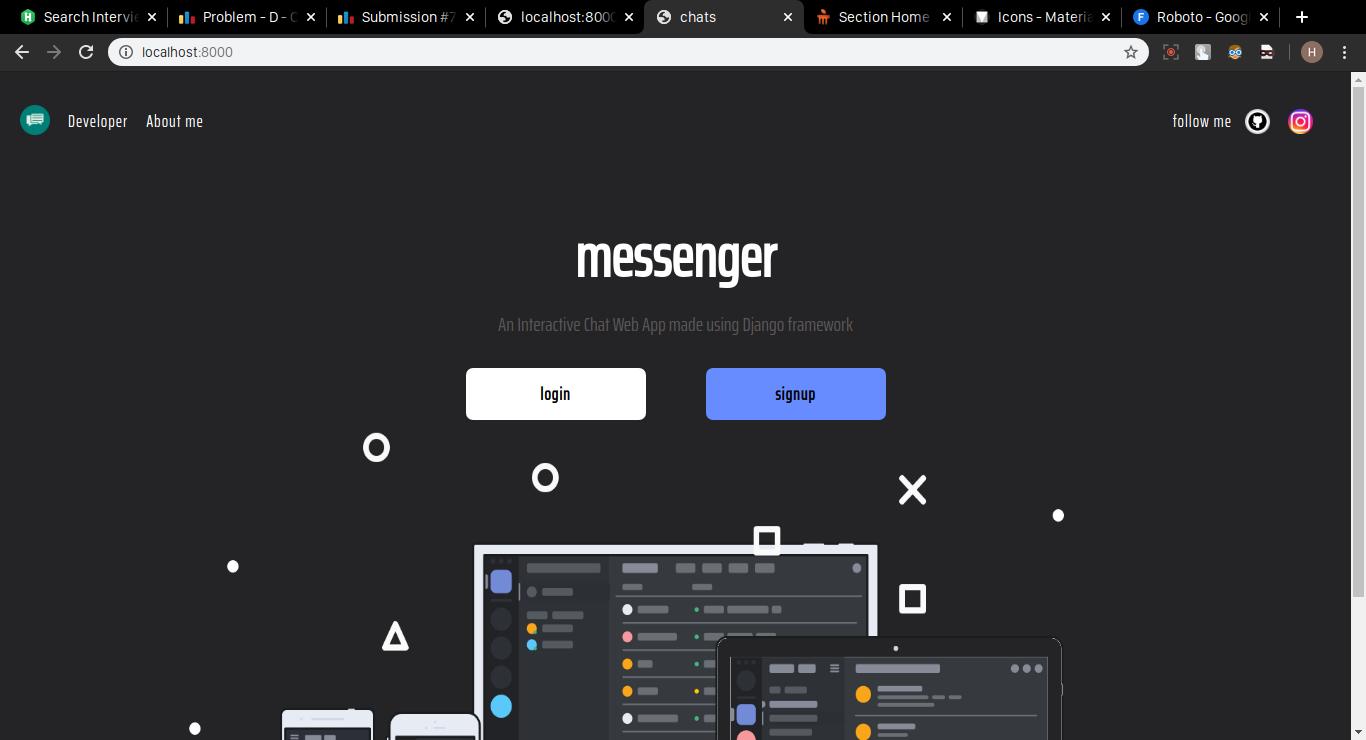 Search Intervie
Problem - D - C
Submission #7
localhost:8000
chats
Section Home
Icons - Materia
Roboto - Googl
localhost:8000
H
Developer
About me
follow me
messenger
An Interactive Chat Web App made using Django framework
login
signup